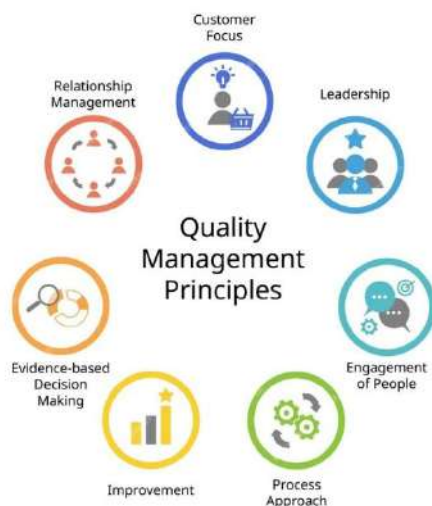 Customer
Focus
Relationship
Management
Leadership
Quality
Management
Principles
Evidence-based
Decision
Making
Engagement
of People
Improvement
Process
Approach